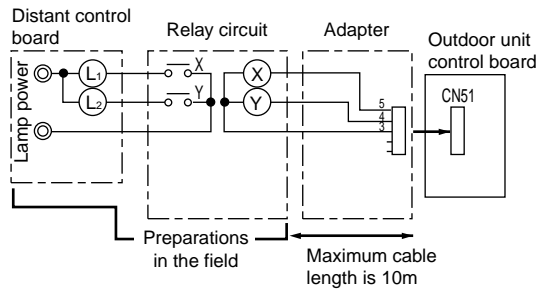 Distant control
board
Relay circuit
Adapter
Outdoor unit
control board
Lamp power
L1
L2
X
Y
X
Y
5
4
3
CN51
Preparations
in the field
Maximum cable
length is 10m